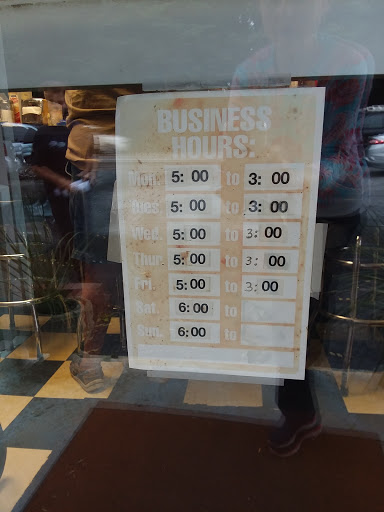 BUSINESS
HOURS:
Mon. 5:00 to 3:00
Tues 5:00 to 3:00
Wed. 5:00 to 3:00
Thur. 5:00 to 3:00
Fri. 5:00 to 3:00
Sat. 6:00 to
Sun. 6:00 to